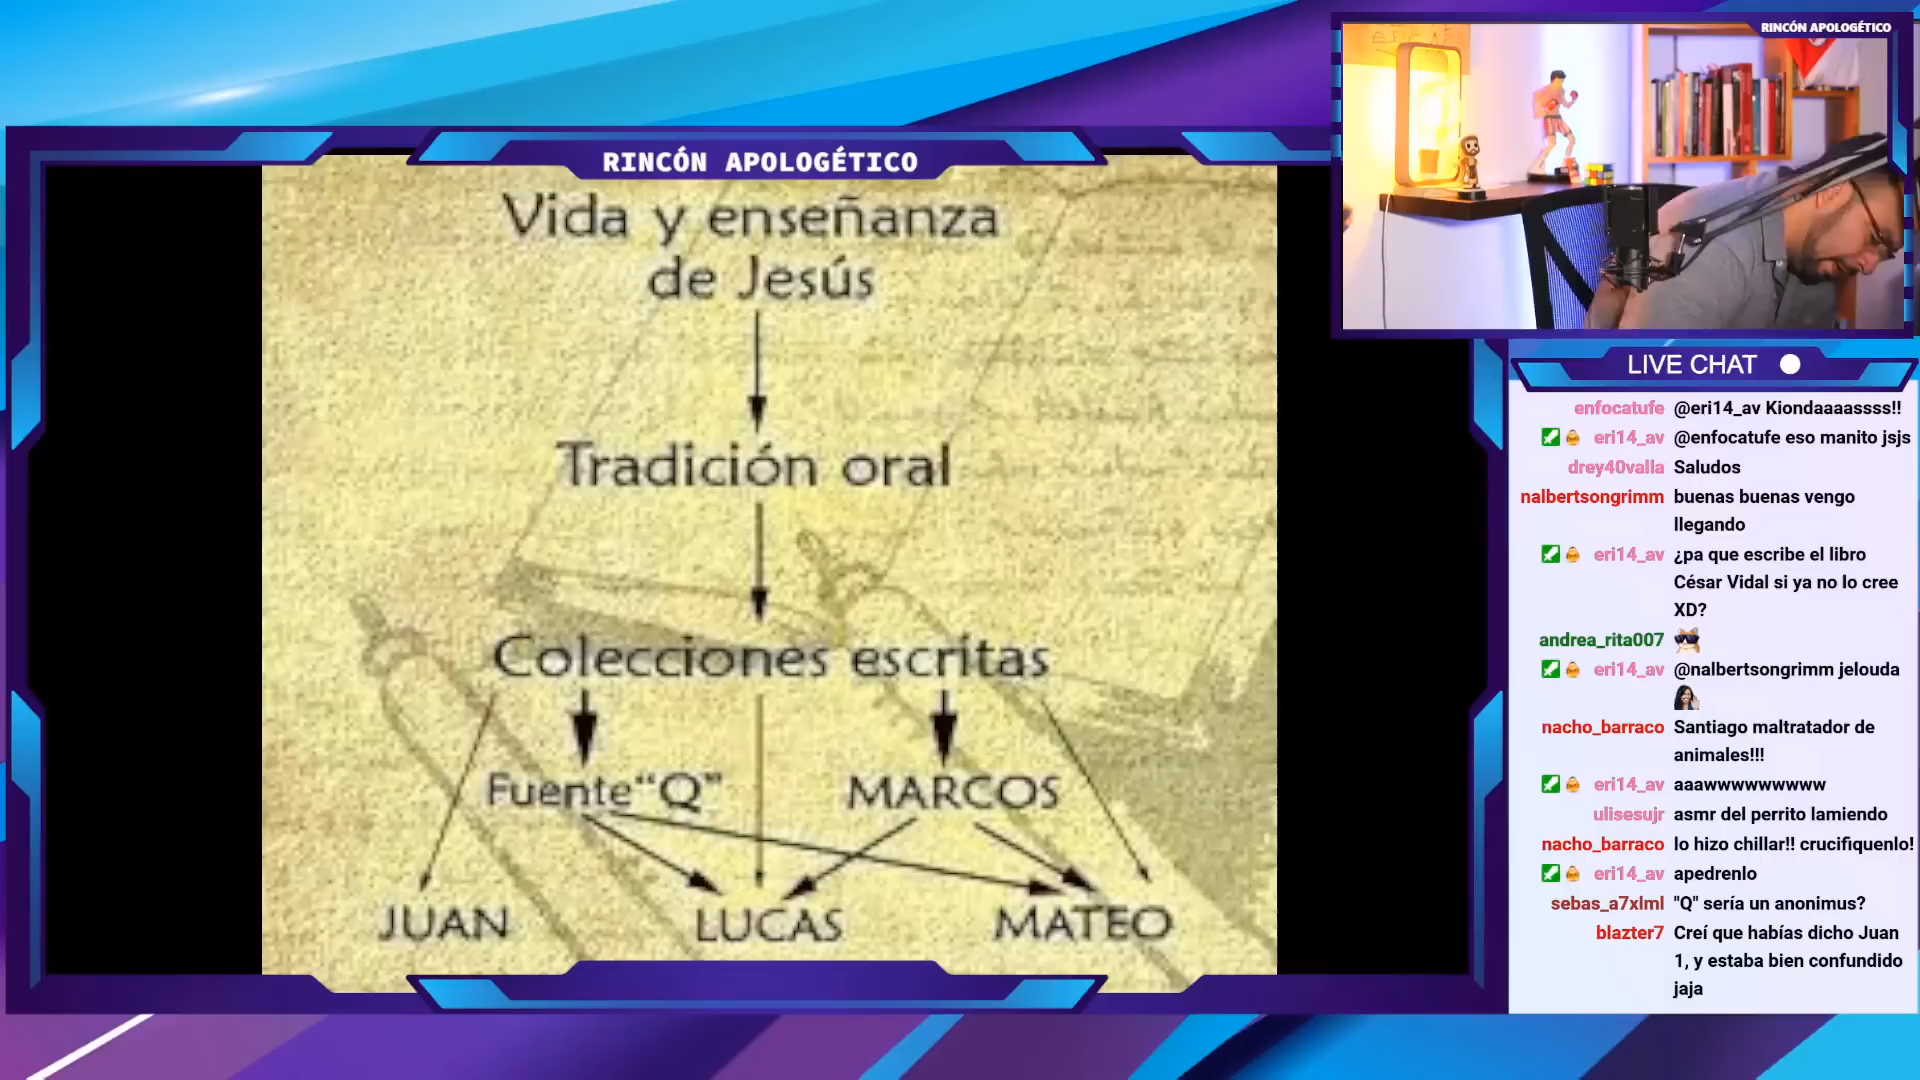 RINCÓN APOLOGÉTICO
Vida y enseñanza
de Jesús
Tradición oral
Colecciones escritas
Fuente "Q"
MARCOS
JUAN
LUCAS
MATEO
RINCÓN APOLOGÉTICO
LIVE CHAT
enfocatufe @eri14_av Kiondaaaassss!!
eri14_av @enfocatufe eso manito jsjs
drey40valla Saludos
nalbertsongrimm buenas buenas vengo
llegando
eri14_av ¿pa que escribe el libro
César Vidal si ya no lo cree
XD?
andrea_rita007
eri14_av @nalbertsongrimm jelouda
nacho_barraco Santiago maltratador de
animales!!!
eri14_av aaawwwwwwwww
ulisesujr asmr del perrito lamiendo
nacho_barraco lo hizo chillar!! crucifiquenlo!
eri14_av apedrenlo
sebas_a7xlml "Q" sería un anonimus?
blazter7 Creí que habías dicho Juan
1, y estaba bien confundido
jaja